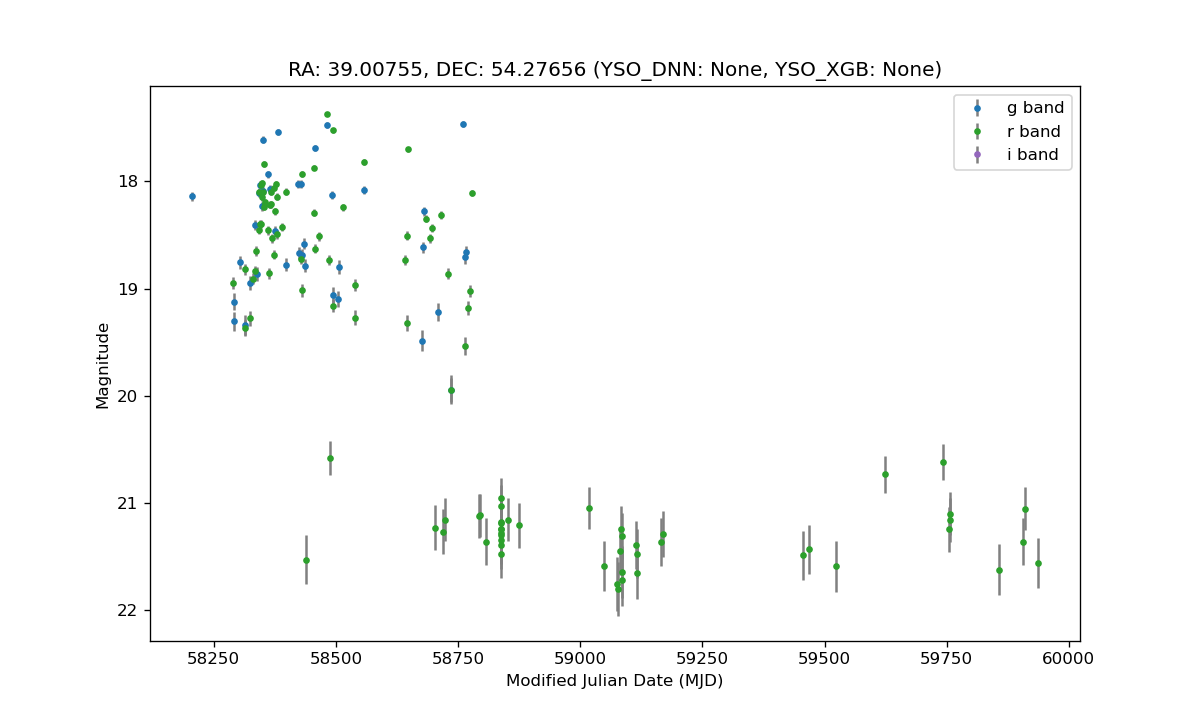 RA: 39.00755, DEC: 54.27656 (YSO_DNN: None, YSO_XGB: None)
g band
r band
i band
18
19
20
21
22
Magnitude
58250
58500
58750
59000
59250
59500
59750
60000
Modified Julian Date (MJD)